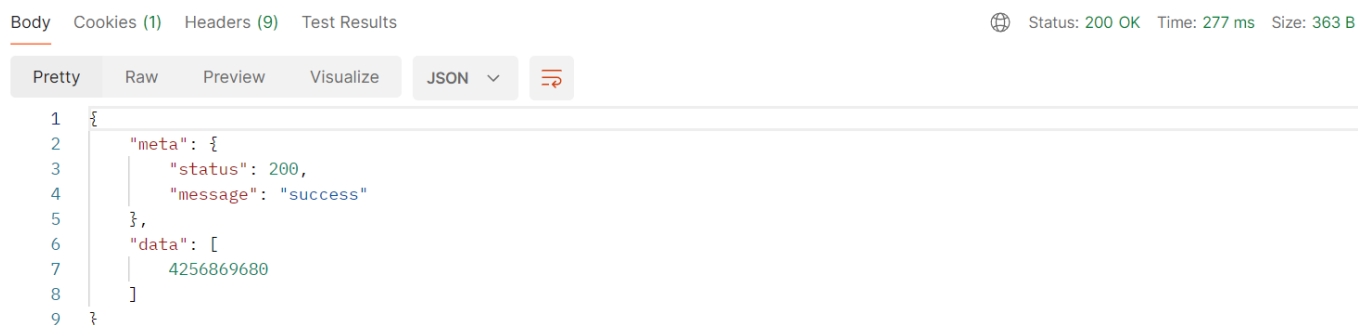 Body Cookies (1) Headers (9) Test Results Status: 200 OK Time: 277 ms Size: 363 B
Pretty Raw Preview Visualize JSON
1 {
2 "meta": {
3 "status": 200,
4 "message": "success"
5 },
6 "data": [
7 4256869680
8 ]
9 }